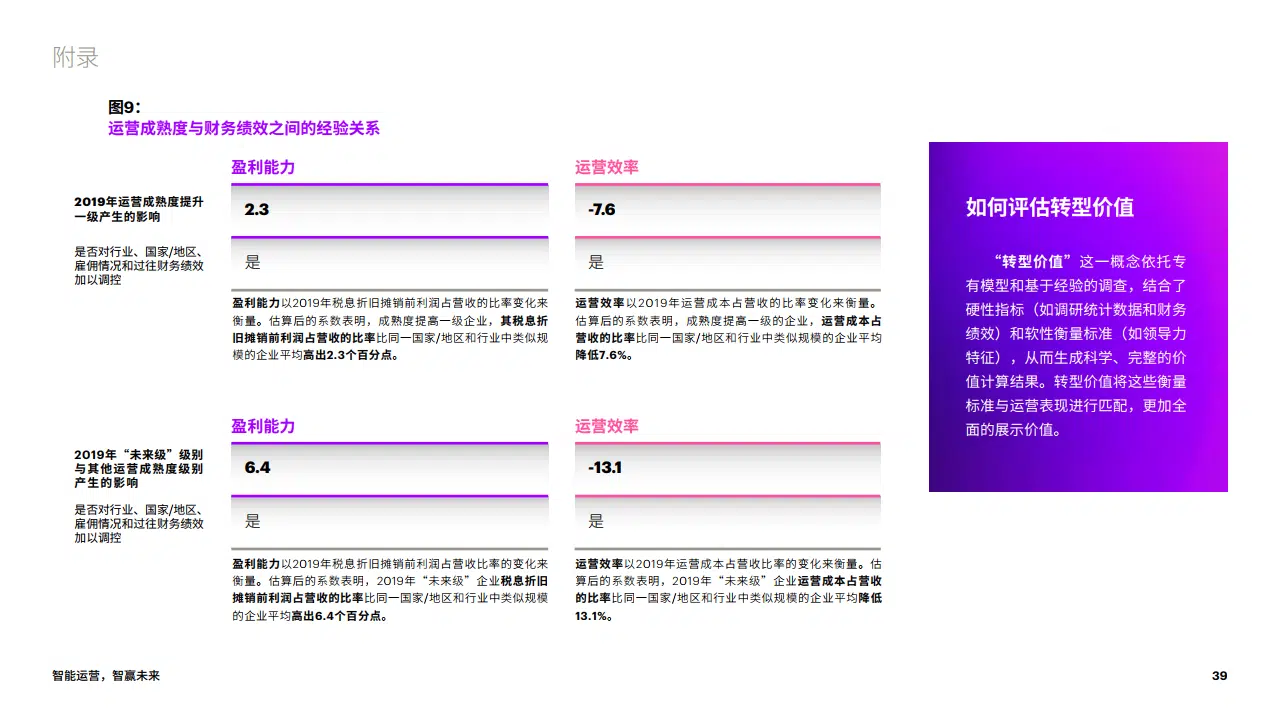 附录
图9：
运营成熟度与财务绩效之间的经验关系
盈利能力
运营效率
2019年运营成熟度提升
一级产生的影响
2.3
-7.6
是否对行业、国家/地区、
雇佣情况和过往财务绩效
加以调控
是
是
盈利能力以2019年税息折旧摊销前利润占营收的比率变化来
衡量。估算后的系数表明，成熟度提高一级企业，其税息折
旧摊销前利润占营收的比率比同一国家/地区和行业中类似规
模的企业平均高出2.3个百分点。
运营效率以2019年运营成本占营收的比率变化来衡量。
估算后的系数表明，成熟度提高一级的企业，运营成本占
营收的比率比同一国家/地区和行业中类似规模的企业平均
降低7.6%。
盈利能力
运营效率
2019年“未来级”级别
与其他运营成熟度级别
产生的影响
6.4
-13.1
是否对行业、国家/地区、
雇佣情况和过往财务绩效
加以调控
是
是
盈利能力以2019年税息折旧摊销前利润占营收比率的变化来
衡量。估算后的系数表明，2019年“未来级”企业税息折旧
摊销前利润占营收的比率比同一国家/地区和行业中类似规模
的企业平均高出6.4个百分点。
运营效率以2019年运营成本占营收比率的变化来衡量。估
算后的系数表明，2019年“未来级”企业运营成本占营收
的比率比同一国家/地区和行业中类似规模的企业平均降低
13.1%。
如何评估转型价值
“转型价值”这一概念依托专
有模型和基于经验的调查，结合了
硬性指标（如调研统计数据和财务
绩效）和软性衡量标准（如领导力
特征），从而生成科学、完整的价
值计算结果。转型价值将这些衡量
标准与运营表现进行匹配，更加全
面的展示价值。
智能运营，智赢未来
39